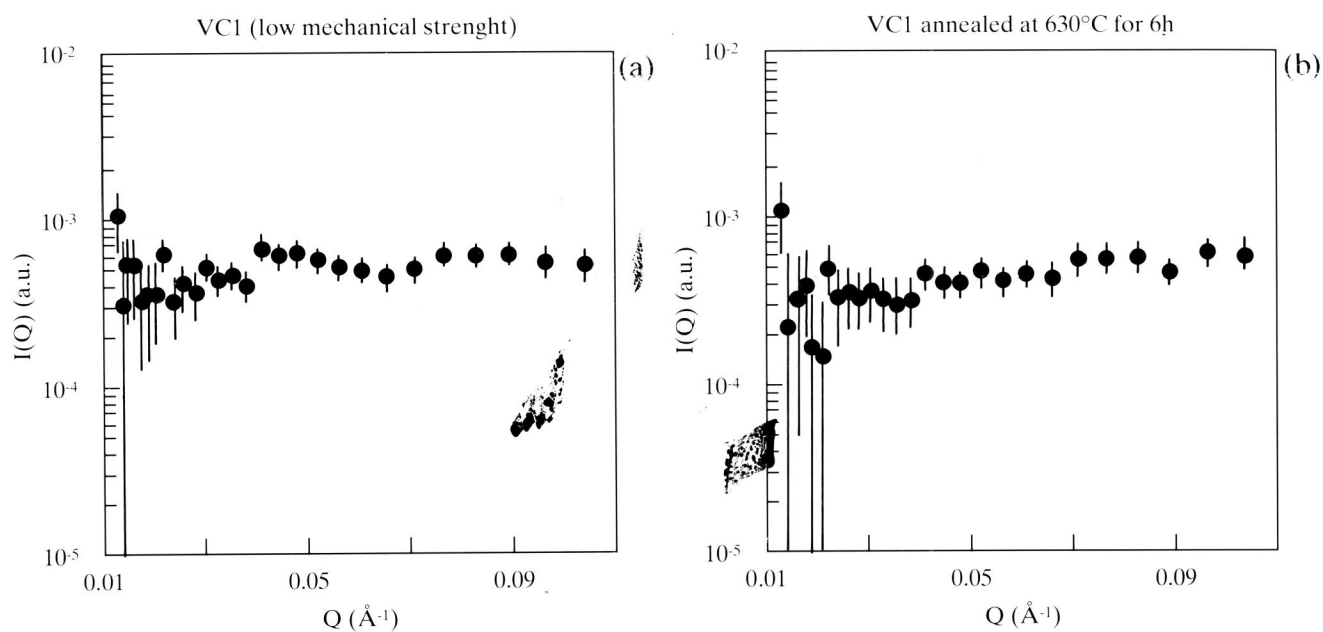 VC1 (low mechanical strenght)
(a)
10-2
10-3
10-4
10-5
I(Q) (a.u.)
0.01
0.05
0.09
Q (Å-1)
VC1 annealed at 630°C for 6h
(b)
10-2
10-3
10-4
10-5
I(Q) (a.u.)
0.01
0.05
0.09
Q (Å-1)